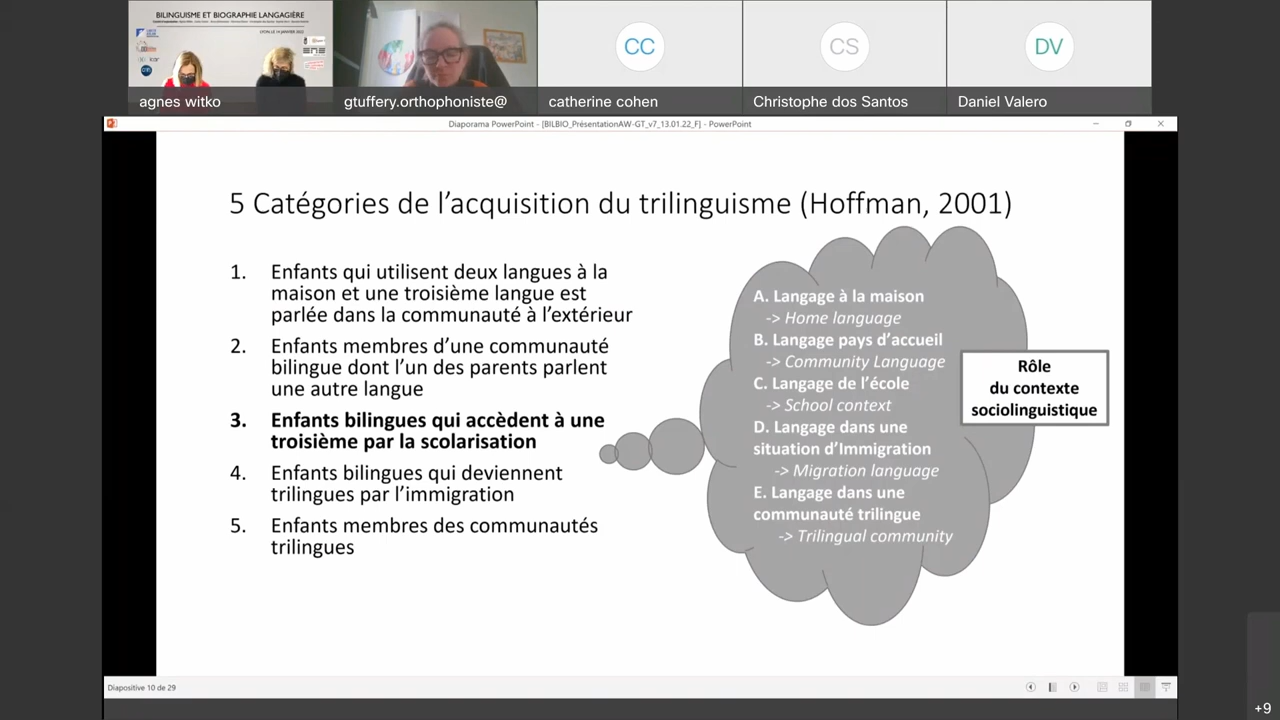 BILINGUISME ET BIOGRAPHIE LANGAGIÈRE
LYON LE 14 JANVIER 2022
agnes witko
gtuffery.orthophoniste@
CC
catherine cohen
CS
Christophe dos Santos
DV
Daniel Valero
Diaporama PowerPoint - [BILBIO_PrésentationAW-GT_v7_13.01.22_F] - PowerPoint
5 Catégories de l’acquisition du trilinguisme (Hoffman, 2001)
1. Enfants qui utilisent deux langues à la
maison et une troisième langue est
parlée dans la communauté à l’extérieur
2. Enfants membres d’une communauté
bilingue dont l’un des parents parlent
une autre langue
3. Enfants bilingues qui accèdent à une
troisième par la scolarisation
4. Enfants bilingues qui deviennent
trilingues par l’immigration
5. Enfants membres des communautés
trilingues
A. Langage à la maison
-> Home language
B. Langage pays d’accueil
-> Community Language
C. Langage de l’école
-> School context
D. Langage dans une
situation d’Immigration
-> Migration language
E. Langage dans une
communauté trilingue
-> Trilingual community
Rôle
du contexte
sociolinguistique
Diapositive 10 de 29
+9